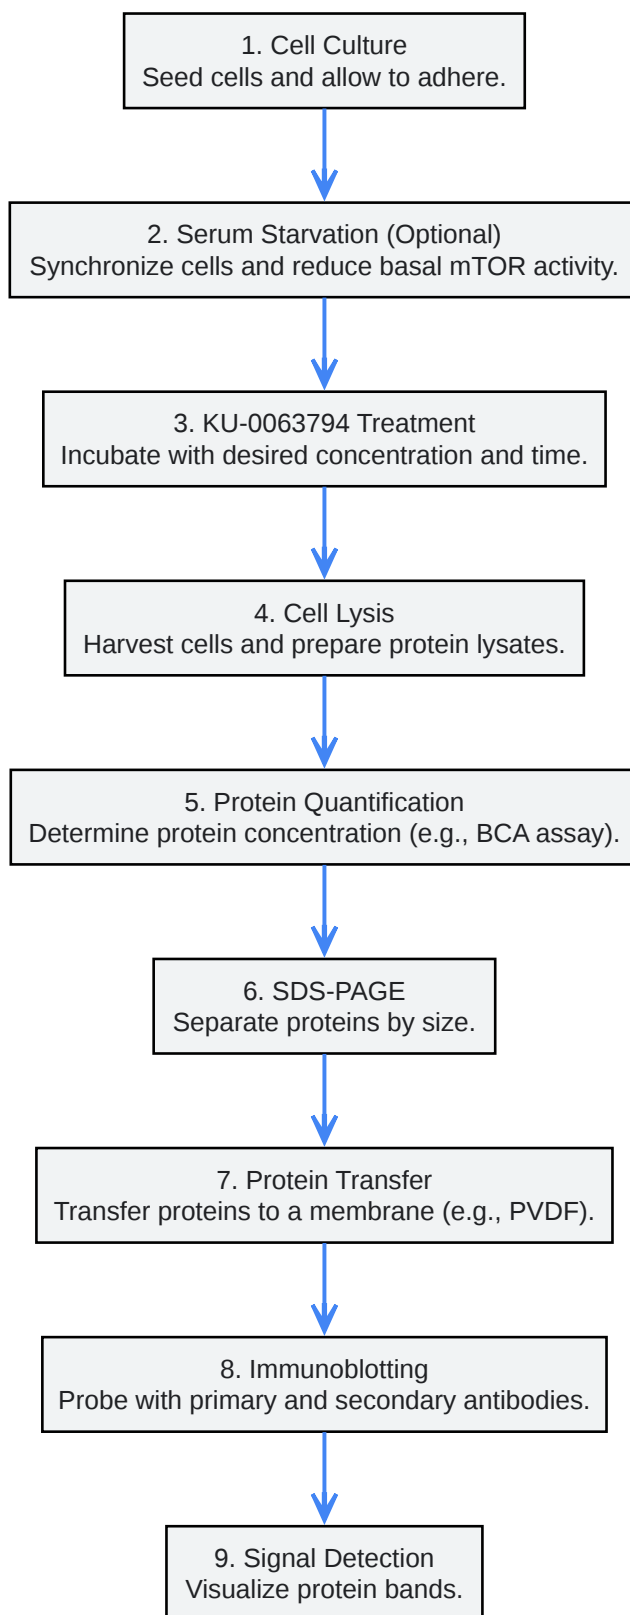 1. Cell Culture
Seed cells and allow to adhere.
2. Serum Starvation (Optional)
Synchronize cells and reduce basal mTOR activity.
3. KU-0063794 Treatment
Incubate with desired concentration and time.
4. Cell Lysis
Harvest cells and prepare protein lysates.
5. Protein Quantification
Determine protein concentration (e.g., BCA assay).
6. SDS-PAGE
Separate proteins by size.
7. Protein Transfer
Transfer proteins to a membrane (e.g., PVDF).
8. Immunoblotting
Probe with primary and secondary antibodies.
9. Signal Detection
Visualize protein bands.